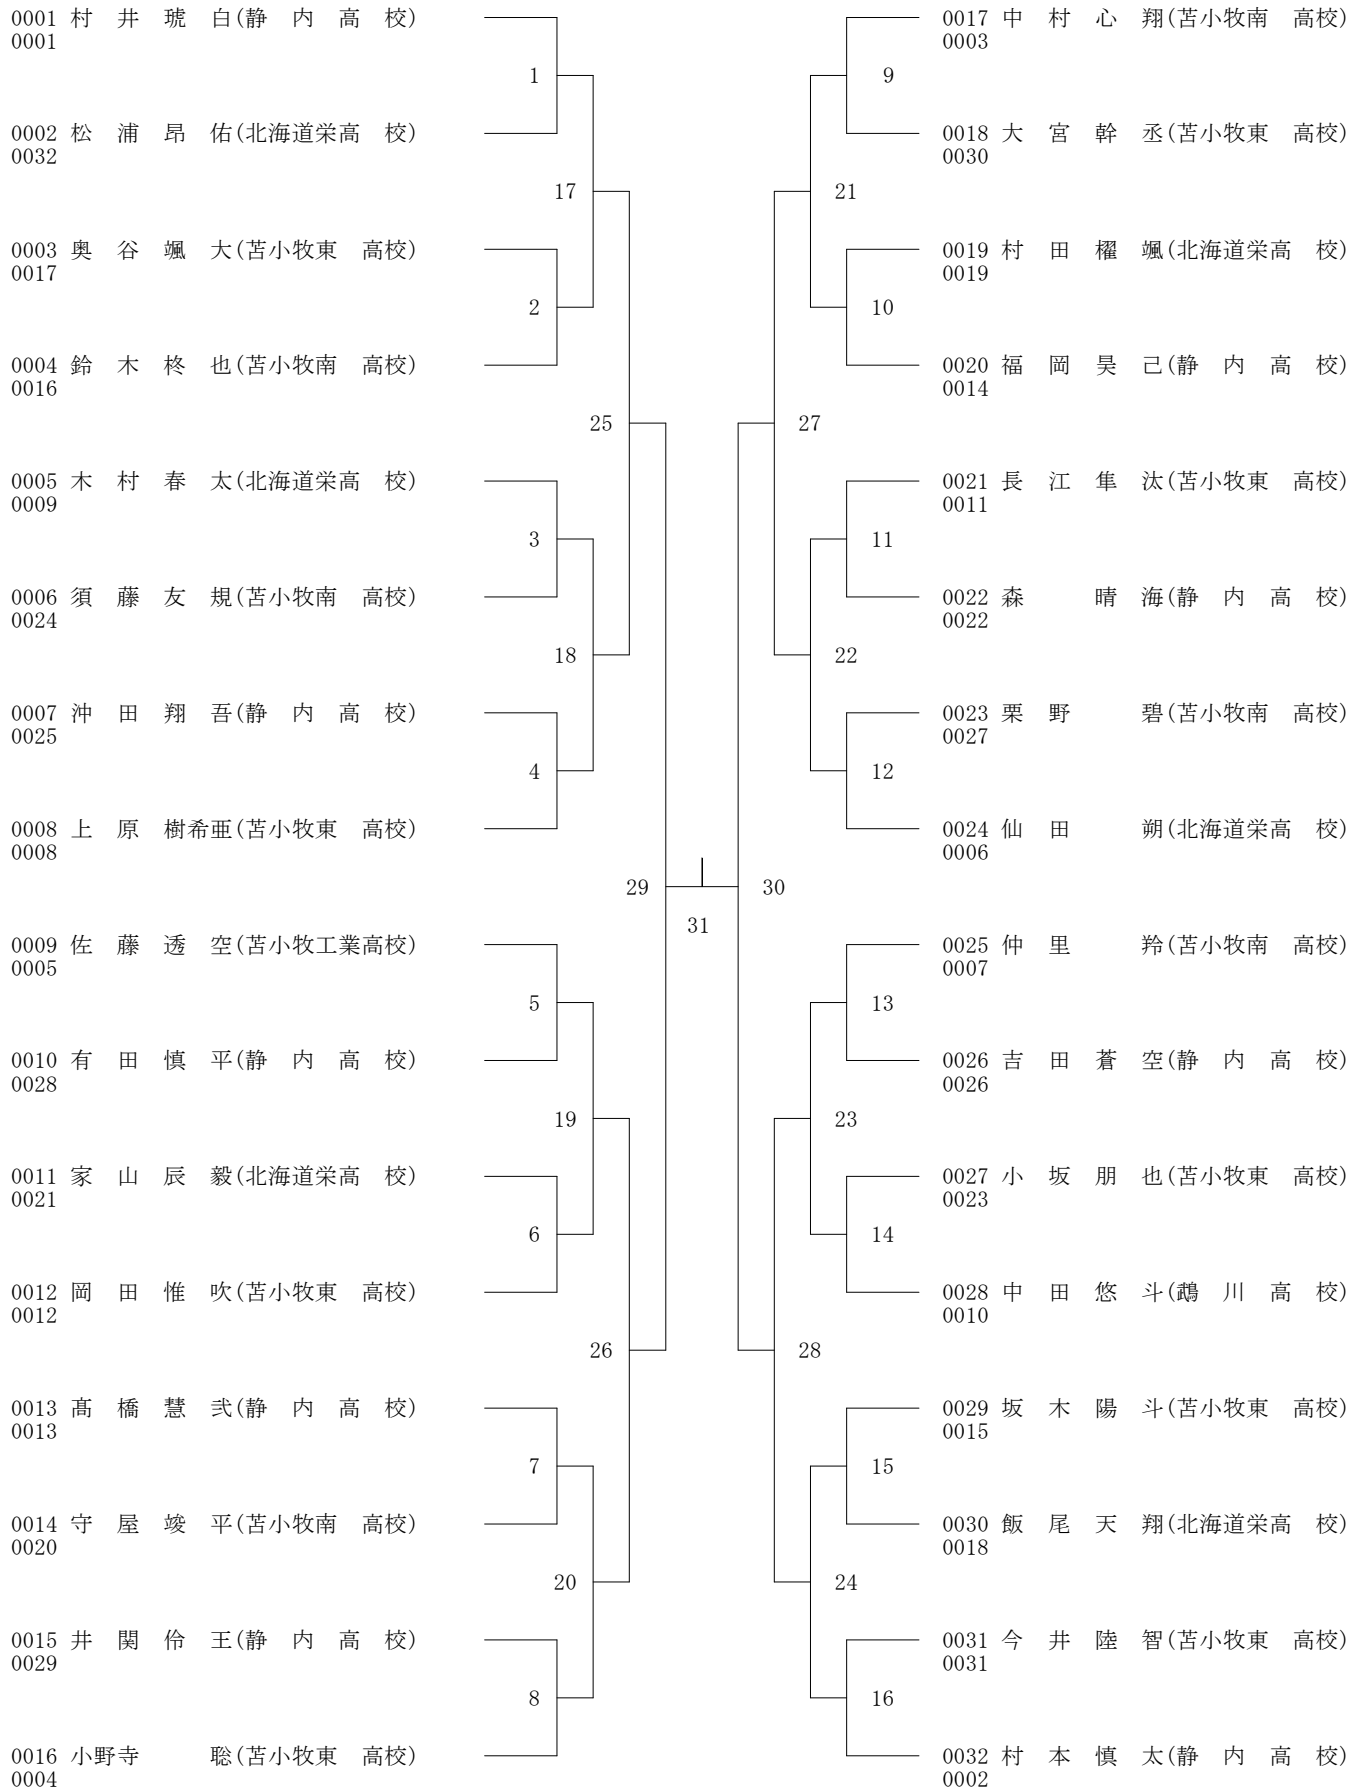 0001 村　井　琥　白(静　内　高　校)
0001
1
0002 松　浦　昂　佑(北海道栄高　校)
0032
17
0003 奥　谷　颯　大(苫小牧東　高校)
0017
2
0004 鈴　木　柊　也(苫小牧南　高校)
0016
25
0005 木　村　春　太(北海道栄高　校)
0009
3
0006 須　藤　友　規(苫小牧南　高校)
0024
18
0007 沖　田　翔　吾(静　内　高　校)
0025
4
0008 上　原　樹希亜(苫小牧東　高校)
0008
29
0009 佐　藤　透　空(苫小牧工業高校)
0005
5
0010 有　田　慎　平(静　内　高　校)
0028
19
0011 家　山　辰　毅(北海道栄高　校)
0021
6
0012 岡　田　惟　吹(苫小牧東　高校)
0012
26
0013 髙　橋　慧　弐(静　内　高　校)
0013
7
0014 守　屋　竣　平(苫小牧南　高校)
0020
20
0015 井　関　伶　王(静　内　高　校)
0029
8
0016 小野寺　　　聡(苫小牧東　高校)
0004
31
0017 中　村　心　翔(苫小牧南　高校)
0003
9
0018 大　宮　幹　丞(苫小牧東　高校)
0030
21
0019 村　田　櫂　颯(北海道栄高　校)
0019
10
0020 福　岡　昊　己(静　内　高　校)
0014
27
0021 長　江　隼　汰(苫小牧東　高校)
0011
11
0022 森　　　晴　海(静　内　高　校)
0022
22
0023 栗　野　　　碧(苫小牧南　高校)
0027
12
0024 仙　田　　　朔(北海道栄高　校)
0006
30
0025 仲　里　　　羚(苫小牧南　高校)
0007
13
0026 吉　田　蒼　空(静　内　高　校)
0026
23
0027 小　坂　朋　也(苫小牧東　高校)
0023
14
0028 中　田　悠　斗(鵡　川　高　校)
0010
28
0029 坂　木　陽　斗(苫小牧東　高校)
0015
15
0030 飯　尾　天　翔(北海道栄高　校)
0018
24
0031 今　井　陸　智(苫小牧東　高校)
0031
16
0032 村　本　慎　太(静　内　高　校)
0002